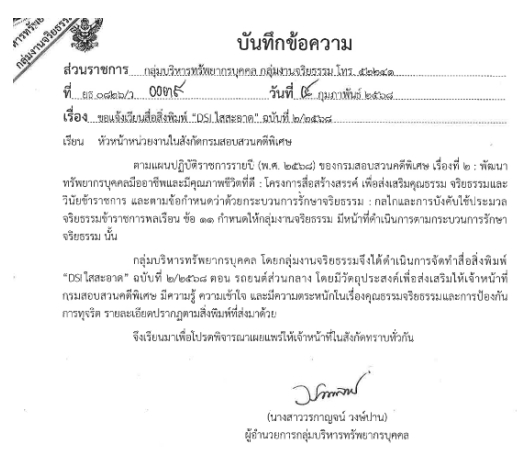 กลุ่มงานจริยธรรม
บันทึกข้อความ
ส่วนราชการ กลุ่มบริหารทรัพยากรบุคคล กลุ่มงานจริยธรรม โทร. ๕๒๒๔๑
ที่ ยธ ๐๘๒๖/ว ๐๐๓๕ วันที่ กุมภาพันธ์ ๒๕๖๘
เรื่อง ขอแจ้งเวียนสื่อสิ่งพิมพ์ “DSI ใสสะอาด” ฉบับที่ ๒/๒๕๖๘
เรียน หัวหน้าหน่วยงานในสังกัดกรมสอบสวนคดีพิเศษ
ตามแผนปฏิบัติราชการรายปี (พ.ศ. ๒๕๖๘) ของกรมสอบสวนคดีพิเศษ เรื่องที่ ๒ : พัฒนา
ทรัพยากรบุคคลมืออาชีพและมีคุณภาพชีวิตที่ดี : โครงการสื่อสร้างสรรค์ เพื่อส่งเสริมคุณธรรม จริยธรรมและ
วินัยข้าราชการ และตามข้อกำหนดว่าด้วยกระบวนการรักษาจริยธรรม : กลไกและการบังคับใช้ประมวล
จริยธรรมข้าราชการพลเรือน ข้อ ๑๑ กำหนดให้กลุ่มงานจริยธรรม มีหน้าที่ดำเนินการตามกระบวนการรักษา
จริยธรรม นั้น
กลุ่มบริหารทรัพยากรบุคคล โดยกลุ่มงานจริยธรรมจึงได้ดำเนินการจัดทำสื่อสิ่งพิมพ์
“DSI ใสสะอาด” ฉบับที่ ๒/๒๕๖๘ ตอน รถยนต์ส่วนกลาง โดยมีวัตถุประสงค์เพื่อส่งเสริมให้เจ้าหน้าที่
กรมสอบสวนคดีพิเศษ มีความรู้ ความเข้าใจ และมีความตระหนักในเรื่องคุณธรรมจริยธรรมและการป้องกัน
การทุจริต รายละเอียดปรากฏตามสิ่งพิมพ์ที่ส่งมาด้วย
จึงเรียนมาเพื่อโปรดพิจารณาเผยแพร่ให้เจ้าหน้าที่ในสังกัดทราบทั่วกัน
(นางสาววรกาญจน์ วงษ์ปาน)
ผู้อำนวยการกลุ่มบริหารทรัพยากรบุคคล